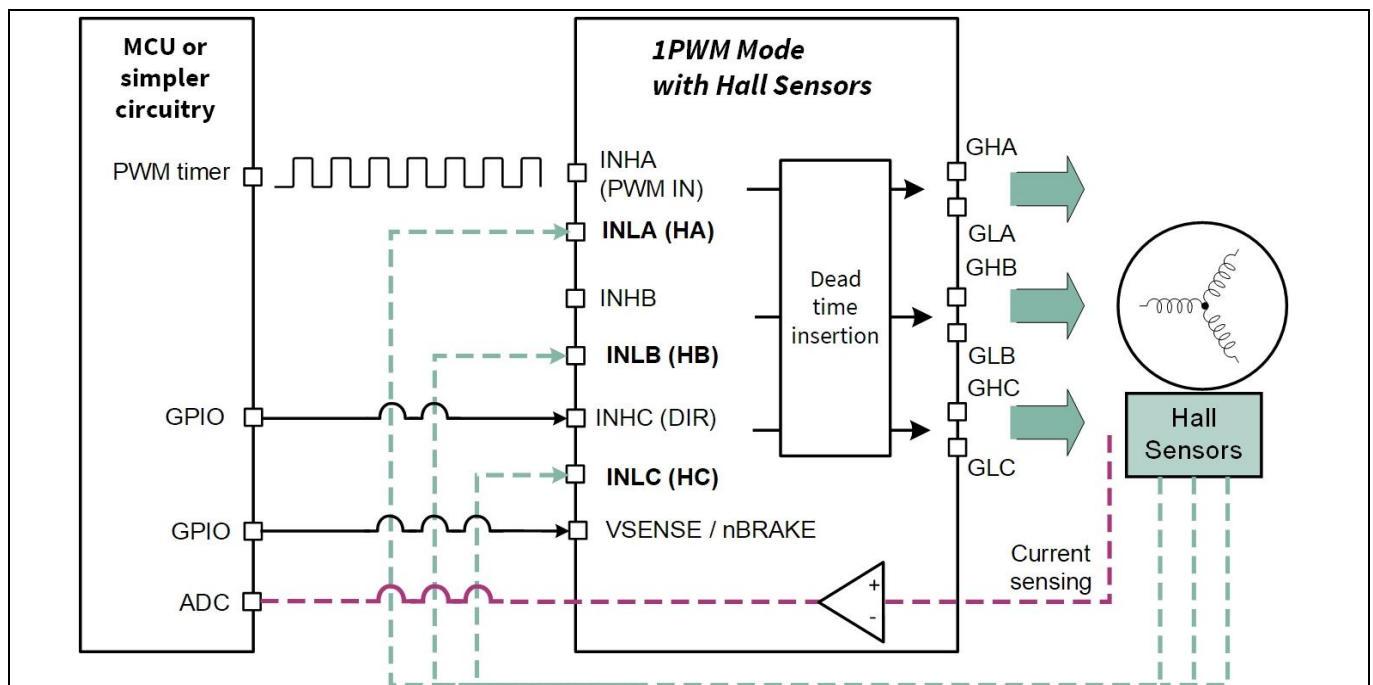 MCU or
simpler
circuitry
1PWM Mode
with Hall Sensors
PWM timer
INHA
(PWM IN)
INLA (HA)
INHB
INLB (HB)
GPIO
INHC (DIR)
INLC (HC)
GPIO
VSENSE / nBRAKE
ADC
Dead
time
insertion
+
-
GHA
GLA
GHB
GLB
GHC
GLC
Current
sensing
Hall
Sensors